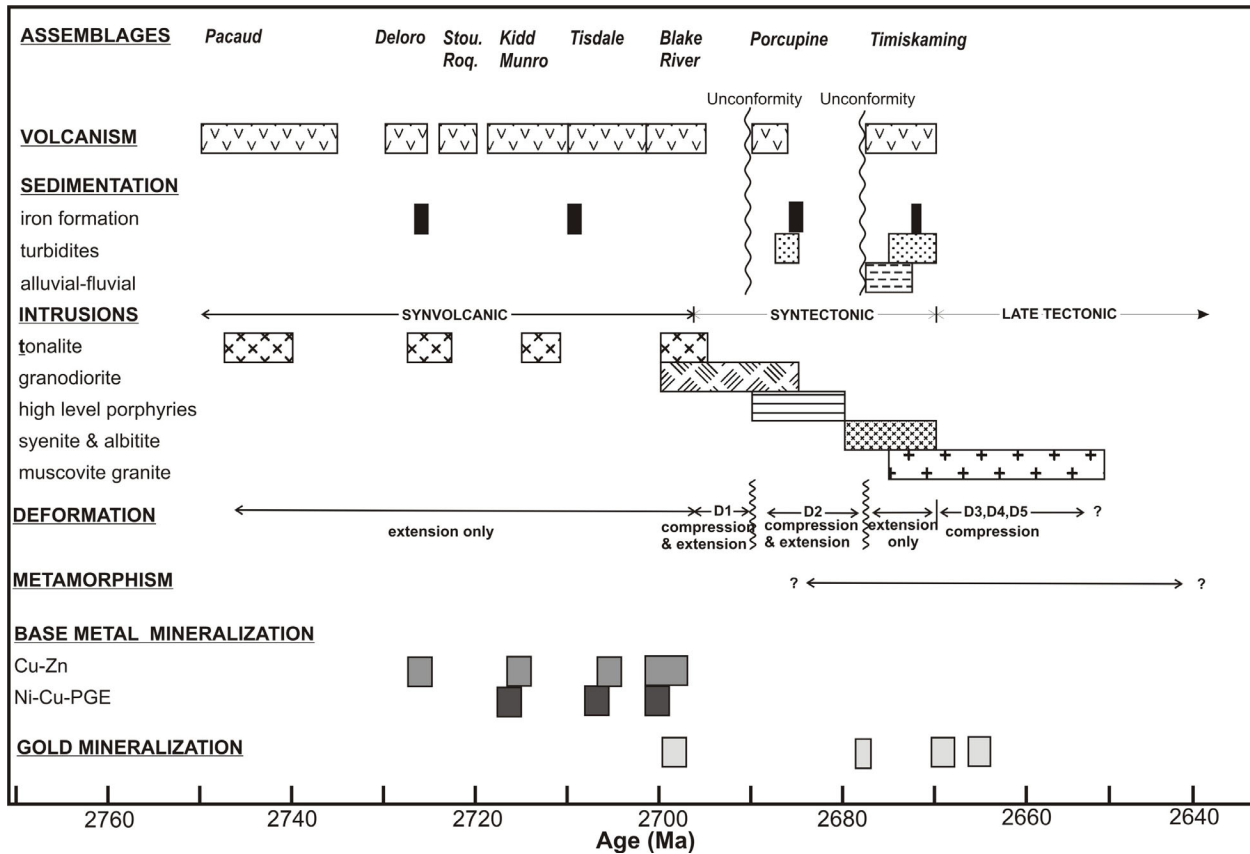 ASSEMBLAGES Pacaud Deloro Stou. Kidd Tisdale Blake Porcupine Timiskaming
Roq. Munro River
Unconformity Unconformity
VOLCANISM
SEDIMENTATION
iron formation
turbidites
alluvial-fluvial
INTRUSIONS SYNVOLCANIC SYNTECTONIC LATE TECTONIC
tonalite
granodiorite
high level porphyries
syenite & albitite
muscovite granite
DEFORMATION D1 D2 extension D3,D4,D5 ?
extension only compression compression only compression
& extension & extension
METAMORPHISM ? ?
BASE METAL MINERALIZATION
Cu-Zn
Ni-Cu-PGE
GOLD MINERALIZATION
2760 2740 2720 2700 2680 2660 2640
Age (Ma)